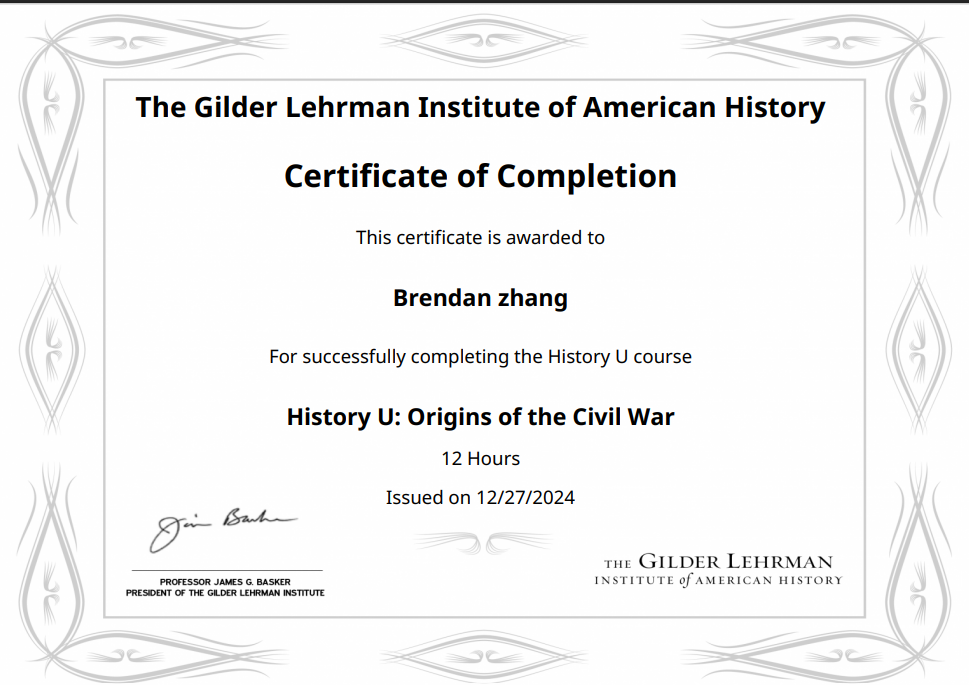 The Gilder Lehrman Institute of American History
Certificate of Completion
This certificate is awarded to
Brendan zhang
For successfully completing the History U course
History U: Origins of the Civil War
12 Hours
Issued on 12/27/2024
Jim Basker
PROFESSOR JAMES G. BASKER
PRESIDENT OF THE GILDER LEHRMAN INSTITUTE
THE GILDER LEHRMAN
INSTITUTE of AMERICAN HISTORY